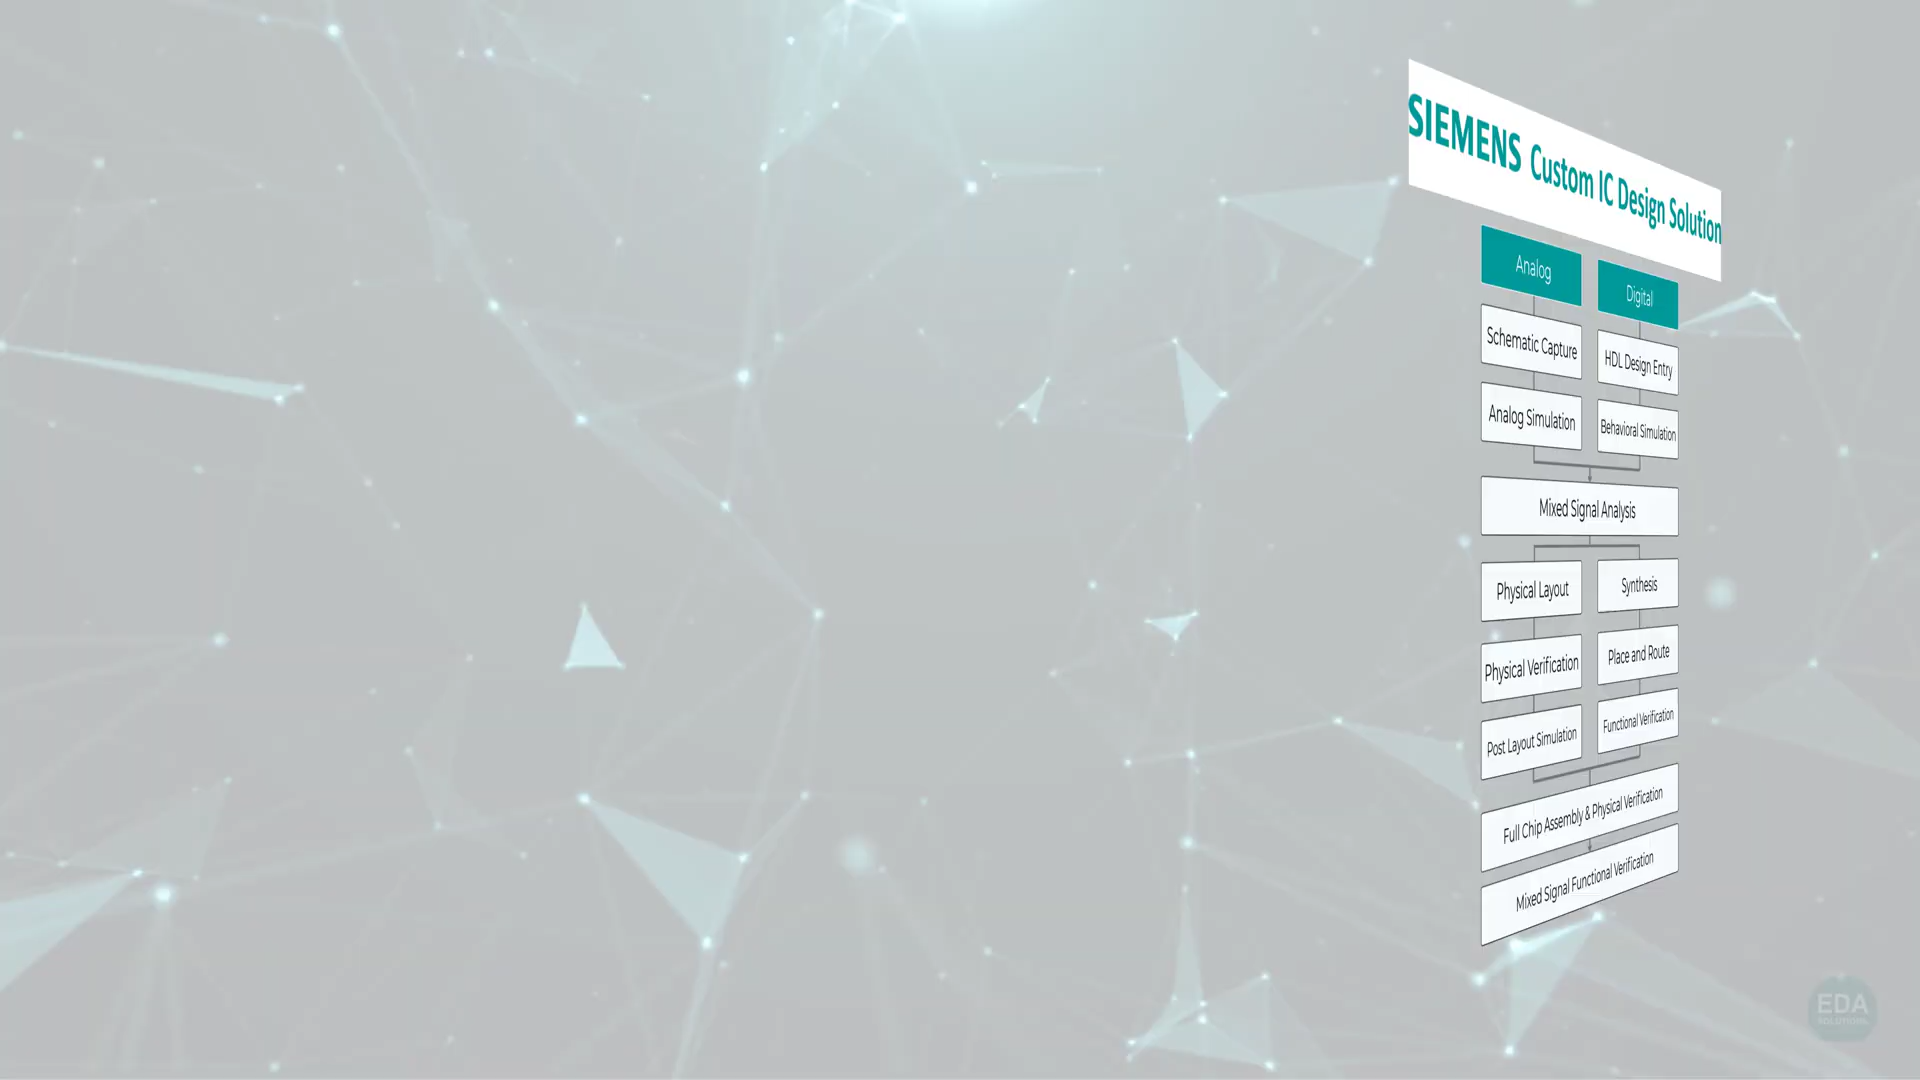 SIEMENS Custom IC Design Solution
Analog
Digital
Schematic Capture
HDL Design Entry
Analog Simulation
Behavioral Simulation
Mixed Signal Analysis
Physical Layout
Synthesis
Physical Verification
Place and Route
Post Layout Simulation
Functional Verification
Full Chip Assembly & Physical Verification
Mixed Signal Functional Verification
EDA
SOLUTIONS